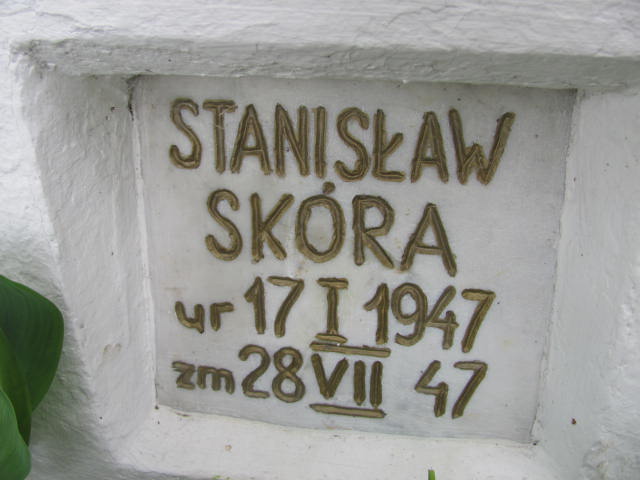 STANISŁAW
SKÓRA
ur 17 I 1947
zm 28 VII 47